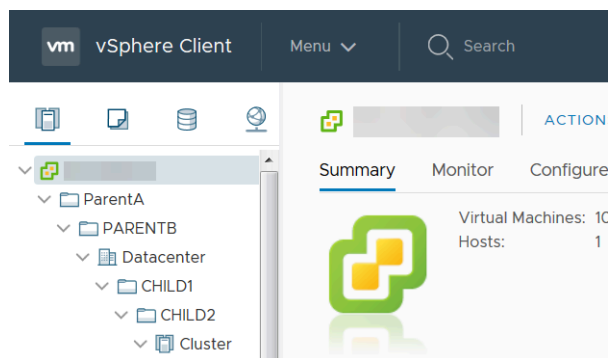 vm vSphere Client Menu Search
ACTION
Summary Monitor Configure
ParentA
PARENTB
Datacenter
CHILD1
CHILD2
Cluster
Virtual Machines: 10
Hosts: 1